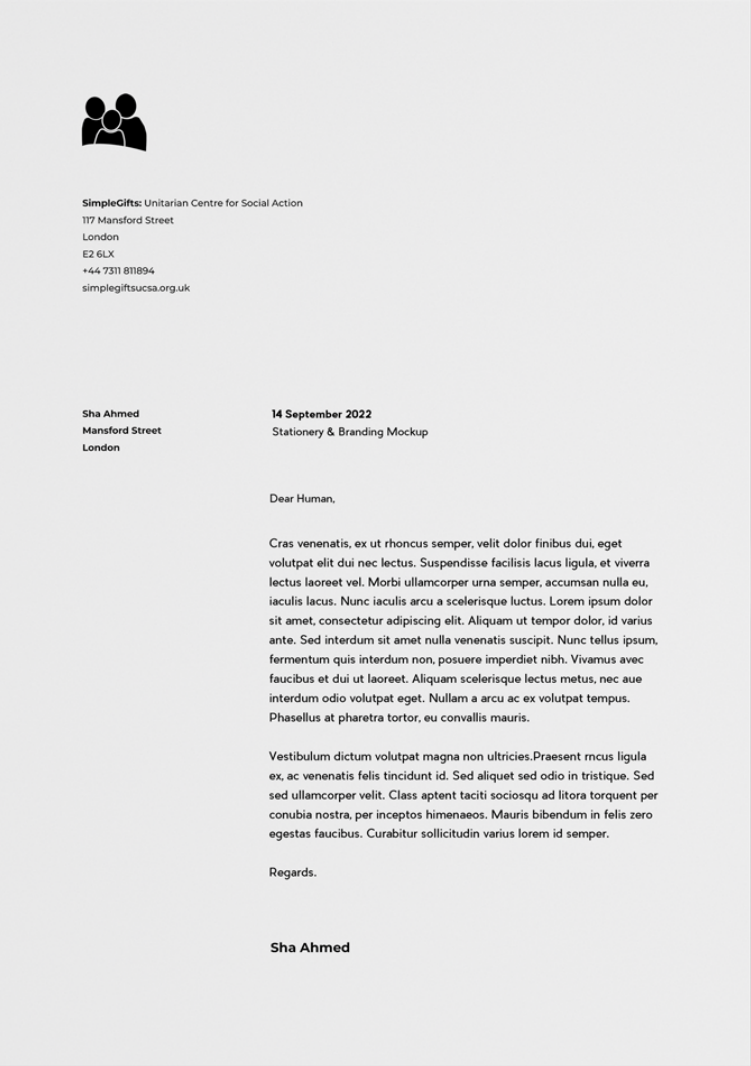 SimpleGifts: Unitarian Centre for Social Action
117 Mansford Street
London
E2 6LX
+44 7311 811894
simplegiftsucsa.org.uk
Sha Ahmed
Mansford Street
London
14 September 2022
Stationery & Branding Mockup
Dear Human,
Cras venenatis, ex ut rhoncus semper, velit dolor finibus dui, eget
volutpat elit dui nec lectus. Suspendisse facilisis lacus ligula, et viverra
lectus laoreet vel. Morbi ullamcorper urna semper, accumsan nulla eu,
iaculis lacus. Nunc iaculis arcu a scelerisque luctus. Lorem ipsum dolor
sit amet, consectetur adipiscing elit. Aliquam ut tempor dolor, id varius
ante. Sed interdum sit amet nulla venenatis suscipit. Nunc tellus ipsum,
fermentum quis interdum non, posuere imperdiet nibh. Vivamus avec
faucibus et dui ut laoreet. Aliquam scelerisque lectus metus, nec aue
interdum odio volutpat eget. Nullam a arcu ac ex volutpat tempus.
Phasellus at pharetra tortor, eu convallis mauris.
Vestibulum dictum volutpat magna non ultricies.Praesent rncus ligula
ex, ac venenatis felis tincidunt id. Sed aliquet sed odio in tristique. Sed
sed ullamcorper velit. Class aptent taciti sociosqu ad litora torquent per
conubia nostra, per inceptos himenaeos. Mauris bibendum in felis zero
egestas faucibus. Curabitur sollicitudin varius lorem id semper.
Regards.
Sha Ahmed